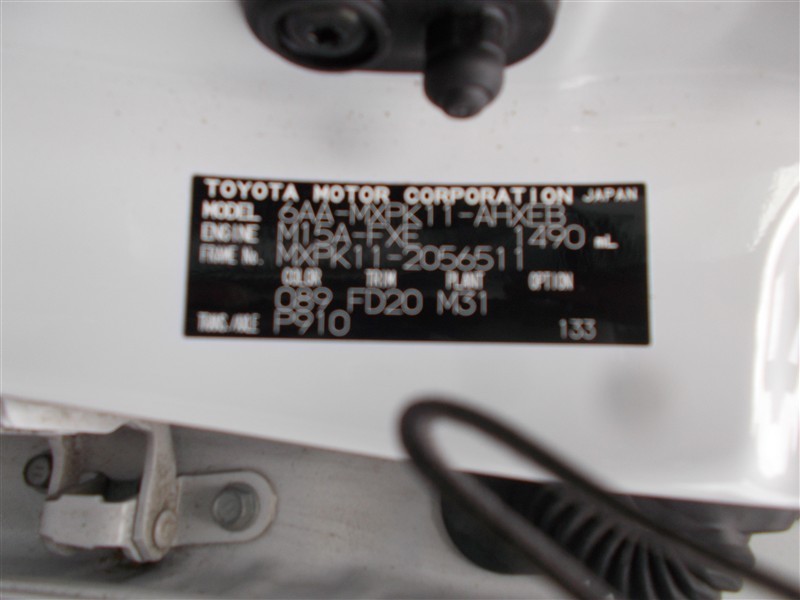 TOYOTA MOTOR CORPORATION JAPAN
MODEL 6AA-MXPK11-AHXEB
ENGINE M15A-FXE 1490 mL
FRAME No. MXPK11-2056511
COLOR TRIM PLANT OPTION
089 FD20 M31
TRANS/AXLE P910 133